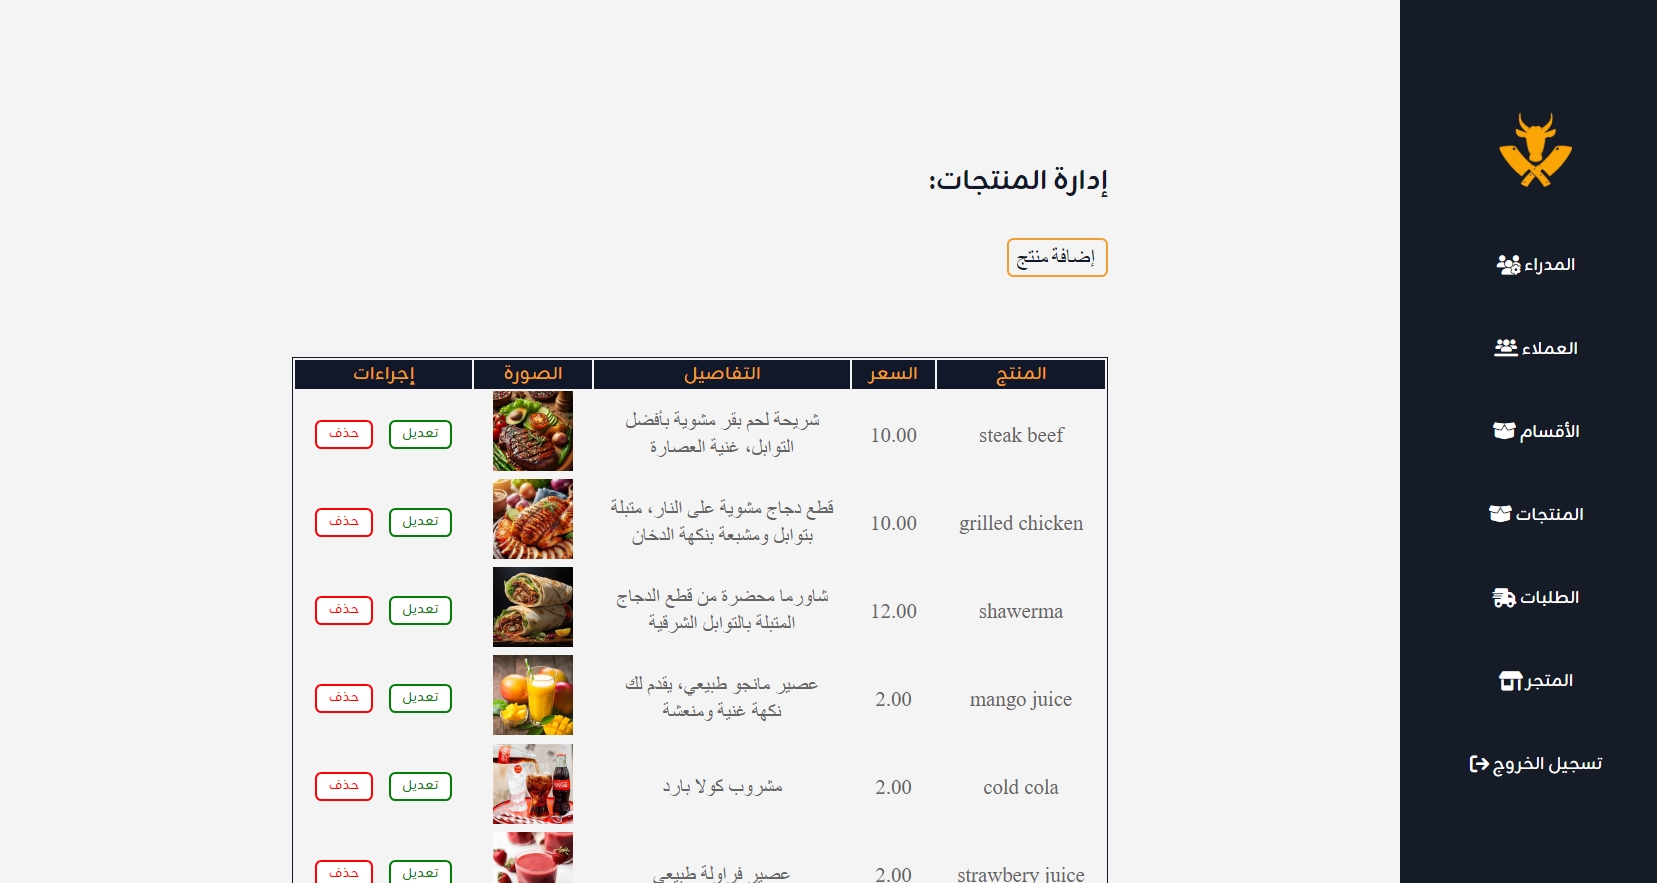 المدراء
العملاء
الأقسام
المنتجات
الطلبات
المتجر
تسجيل الخروج
إدارة المنتجات:
إضافة منتج
المنتج السعر التفاصيل الصورة إجراءات
steak beef 10.00 شريحة لحم بقر مشوية بأفضل
التوابل، غنية العصارة
تعديل حذف
grilled chicken 10.00 قطع دجاج مشوية على النار، متبلة
بتوابل ومشبعة بنكهة الدخان
تعديل حذف
shawerma 12.00 شاورما محضرة من قطع الدجاج
المتبلة بالتوابل الشرقية
تعديل حذف
mango juice 2.00 عصير مانجو طبيعي، يقدم لك
نكهة غنية ومنعشة
تعديل حذف
cold cola 2.00 مشروب كولا بارد تعديل حذف
strawbery juice 2.00 عصير فراولة طبيعي تعديل حذف